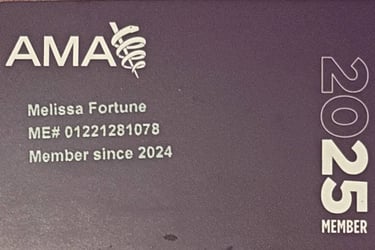 AMA
Melissa Fortune
ME# 01221281078
Member since 2024
2025
MEMBER